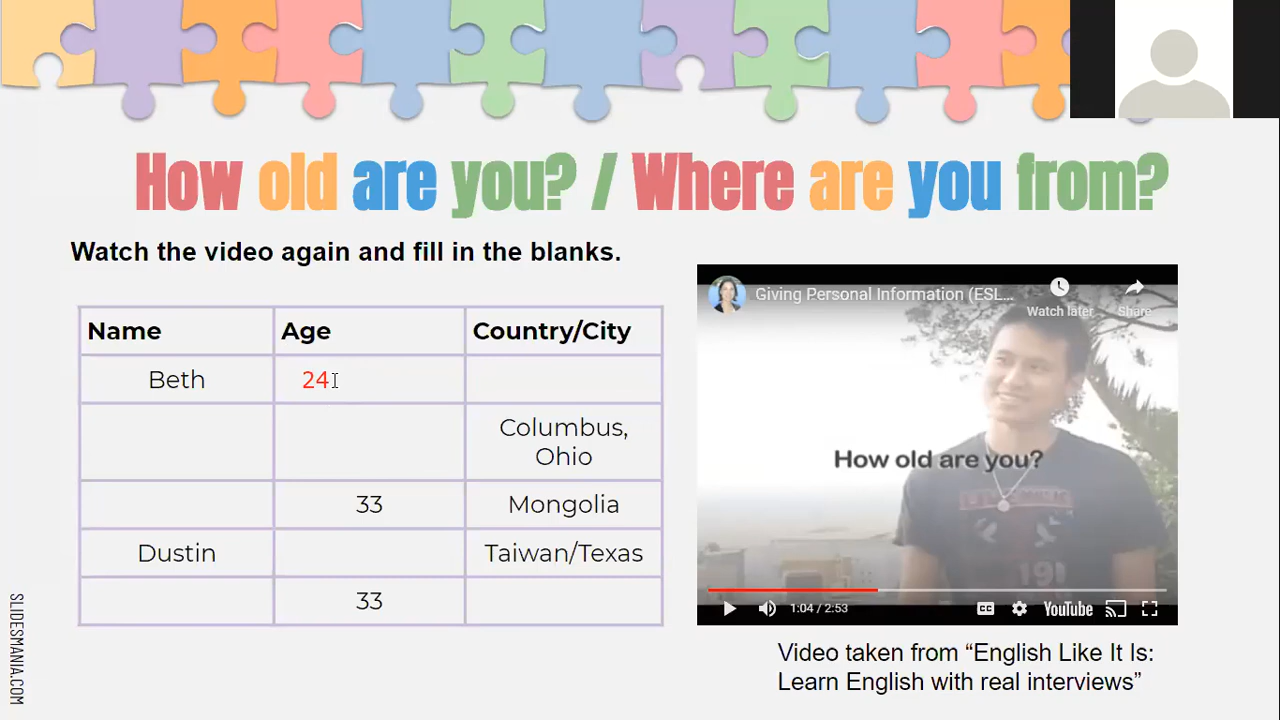 How old are you? / Where are you from?
Watch the video again and fill in the blanks.
Name Age Country/City
Beth 24
Columbus,
Ohio
33 Mongolia
Dustin Taiwan/Texas
33
Giving Personal Information (ESL...
Watch later Share
How old are you?
191
1:04 / 2:53
CC
YouTube
Video taken from “English Like It Is:
Learn English with real interviews”
SLIDESMANIA.COM